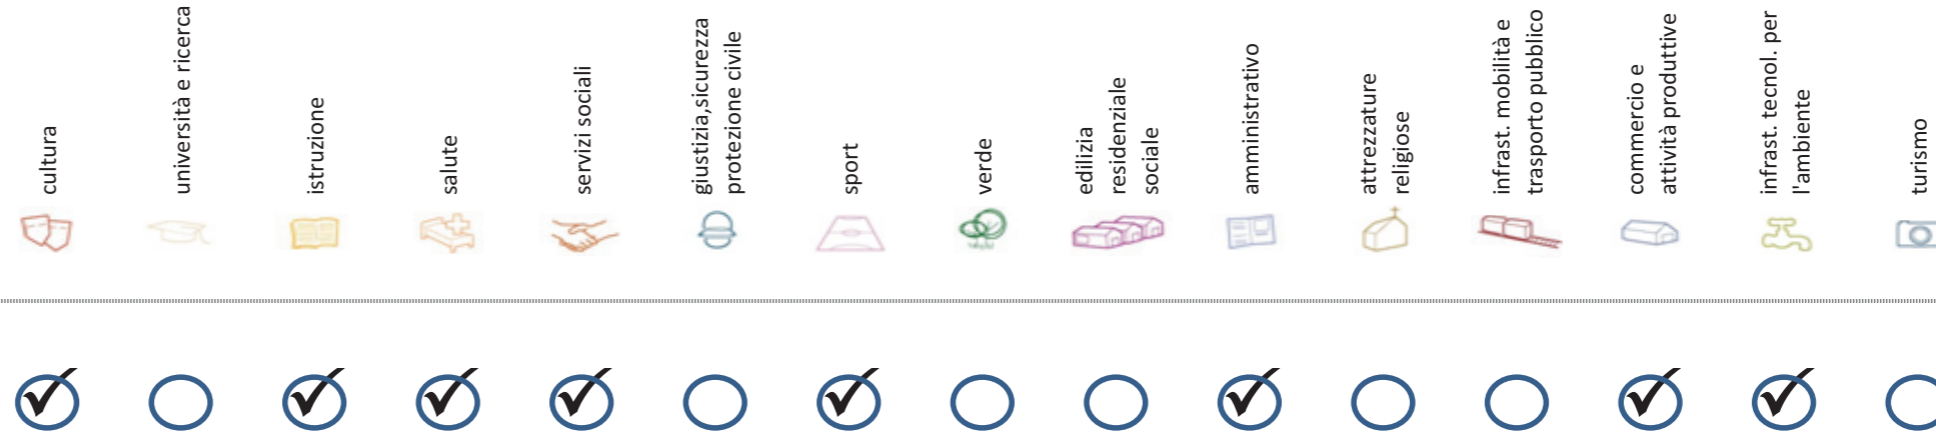 cultura
università e ricerca
istruzione
salute
servizi sociali
giustizia,sicurezza
protezione civile
sport
verde
edilizia
residenziale
sociale
amministrativo
attrezzature
religiose
infrast. mobilità e
trasporto pubblico
commercio e
attività produttive
infrast. tecnol. per
l'ambiente
turismo